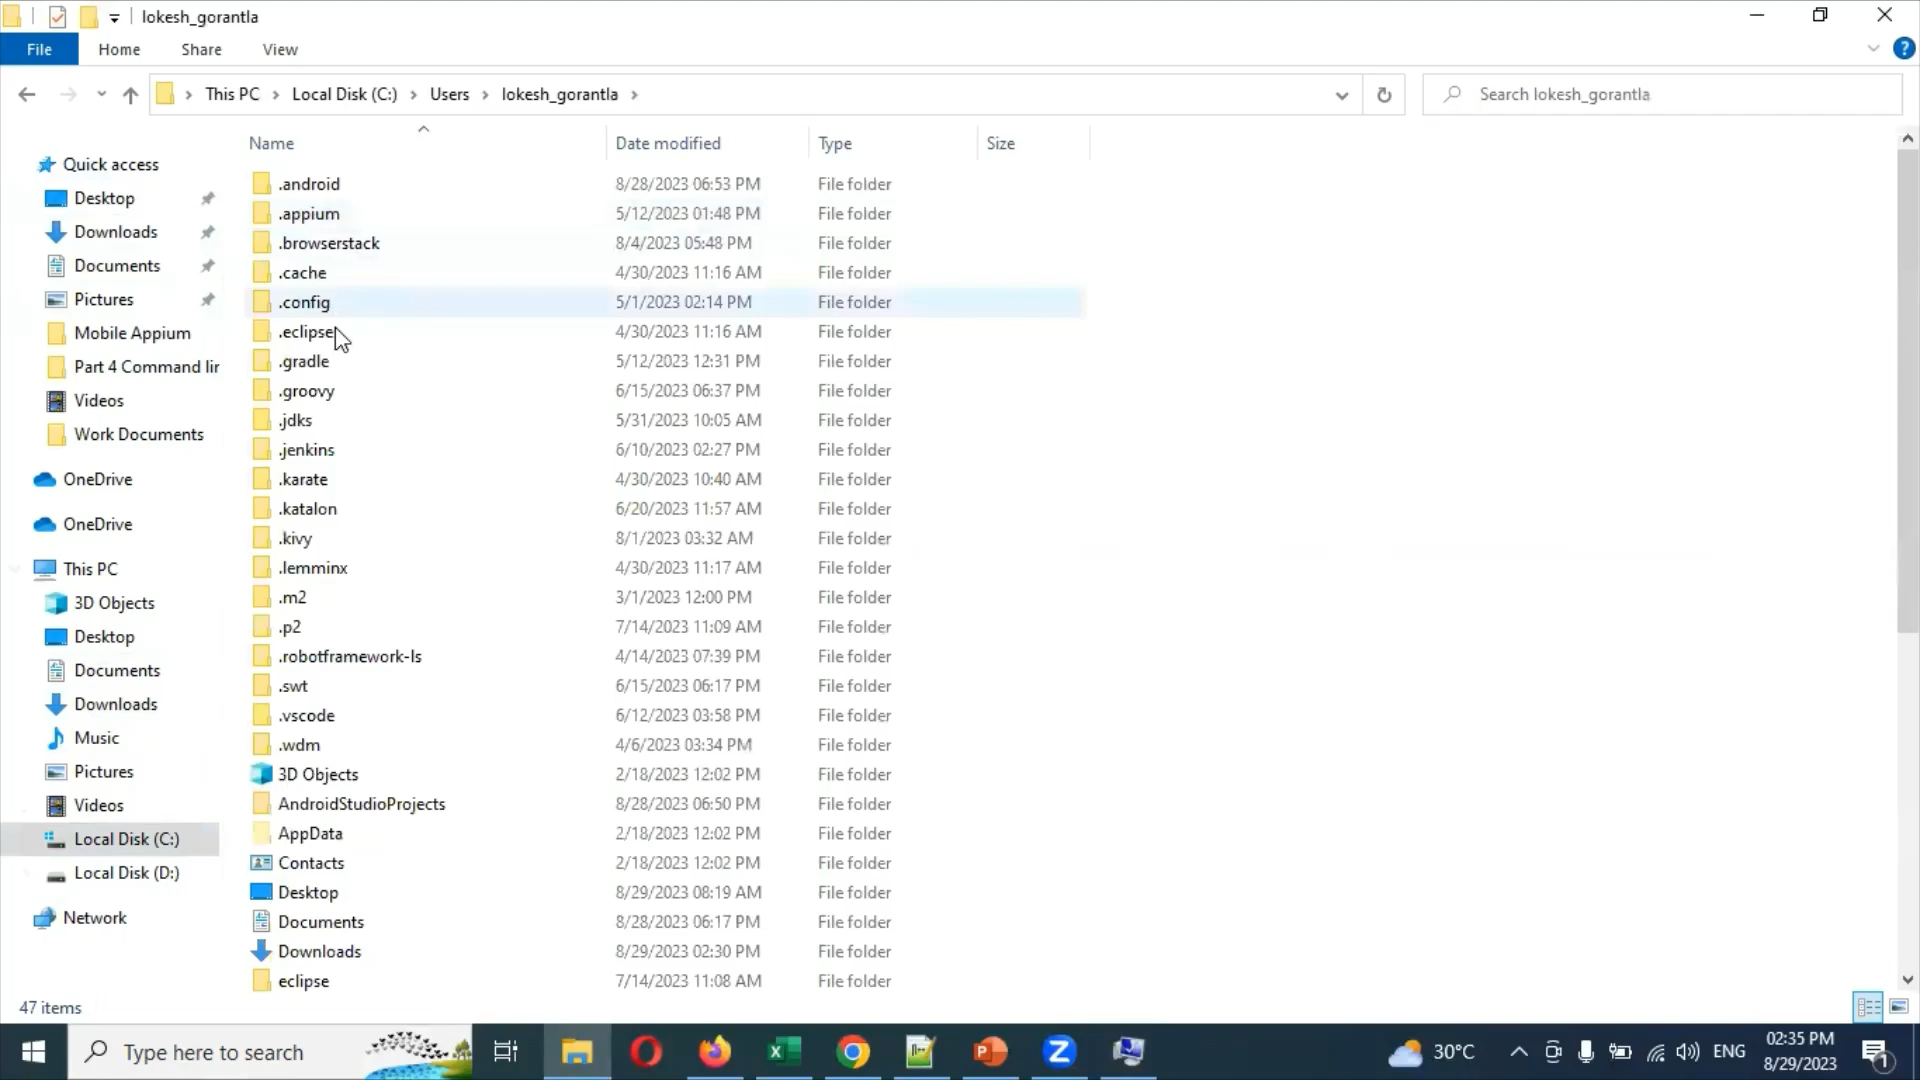 lokesh_gorantla
File Home Share View
This PC Local Disk (C:) Users lokesh_gorantla
Search lokesh_gorantla
Name Date modified Type Size
Quick access
Desktop
Downloads
Documents
Pictures
Mobile Appium
Part 4 Command lir
Videos
Work Documents
OneDrive
OneDrive
This PC
3D Objects
Desktop
Documents
Downloads
Music
Pictures
Videos
Local Disk (C:)
Local Disk (D:)
Network
.android 8/28/2023 06:53 PM File folder
.appium 5/12/2023 01:48 PM File folder
.browserstack 8/4/2023 05:48 PM File folder
.cache 4/30/2023 11:16 AM File folder
.config 5/1/2023 02:14 PM File folder
.eclipse 4/30/2023 11:16 AM File folder
.gradle 5/12/2023 12:31 PM File folder
.groovy 6/15/2023 06:37 PM File folder
.jdks 5/31/2023 10:05 AM File folder
.jenkins 6/10/2023 02:27 PM File folder
.karate 4/30/2023 10:40 AM File folder
.katalon 6/20/2023 11:57 AM File folder
.kivy 8/1/2023 03:32 AM File folder
.lemminx 4/30/2023 11:17 AM File folder
.m2 3/1/2023 12:00 PM File folder
.p2 7/14/2023 11:09 AM File folder
.robotframework-ls 4/14/2023 07:39 PM File folder
.swt 6/15/2023 06:17 PM File folder
.vscode 6/12/2023 03:58 PM File folder
.wdm 4/6/2023 03:34 PM File folder
3D Objects 2/18/2023 12:02 PM File folder
AndroidStudioProjects 8/28/2023 06:50 PM File folder
AppData 2/18/2023 12:02 PM File folder
Contacts 2/18/2023 12:02 PM File folder
Desktop 8/29/2023 08:19 AM File folder
Documents 8/28/2023 06:17 PM File folder
Downloads 8/29/2023 02:30 PM File folder
eclipse 7/14/2023 11:08 AM File folder
47 items
Type here to search
30°C
ENG
02:35 PM
8/29/2023
1